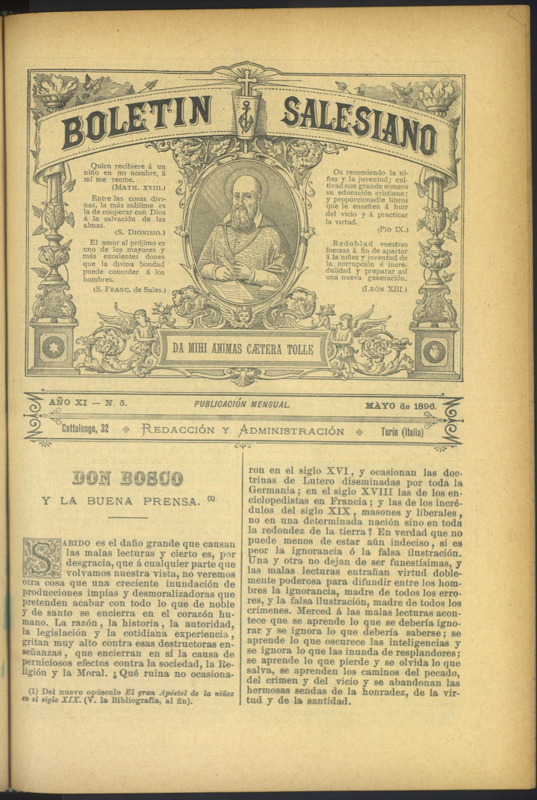 BOLETIN SALESIANO
Quien recibiere á un
niño en mi nombre, á
mí me recibe.
(MATH. XVIII.)
Entre las cosas divi-
nas, la más sublime es
la de cooperar con Dios
á la salvación de las
almas.
(S. DIONISIO.)
El amor al prójimo es
uno de los mayores y
más excelentes dones
que la divina bondad
puede conceder á los
hombres.
(S. FRANC. de Sales.)
Os recomiendo la ni-
ñez y la juventud; cul-
tivad con grande esmero
su educación cristiana;
y proporcionadle libros
que le enseñen á huir
del vicio y á practicar
la virtud.
(Pío IX.)
Redoblad vuestras
fuerzas á fin de apartar
á la niñez y juventud de
la corrupción é incre-
dulidad y preparar así
una nueva generación.
(LEÓN XIII.)
DA MIHI ANIMAS CÆTERA TOLLE
AÑO XI — N. 5.
PUBLICACIÓN MENSUAL.
MAYO de 1896.
Cottolengo, 32
REDACCIÓN Y ADMINISTRACIÓN
Turín (Italia)
DON BOSCO
Y LA BUENA PRENSA. (1)
SABIDO es el daño grande que causan
las malas lecturas y cierto es, por
desgracia, que á cualquier parte que
volvamos nuestra vista, no veremos
otra cosa que una creciente inundación de
producciones impías y desmoralizadoras que
pretenden acabar con todo lo que de noble
y de santo se encierra en el corazón hu-
mano. La razón, la historia, la autoridad,
la legislación y la cotidiana experiencia,
gritan muy alto contra esas destructoras en-
señanzas, que encierran en sí la causa de
perniciosos efectos contra la sociedad, la Re-
ligión y la Moral. ¿Qué ruina no ocasiona-
(1) Del nuevo opúsculo El gran Apóstol de la niñez
en el siglo XIX. (V. la Bibliografía, al fin).
ron en el siglo XVI, y ocasionan las doc-
trinas de Lutero diseminadas por toda la
Germania; en el siglo XVIII las de los en-
ciclopedistas en Francia; y las de los incré-
dulos del siglo XIX, masones y liberales,
no en una determinada nación sino en toda
la redondez de la tierra? En verdad que no
puede menos de estar aún indeciso, si es
peor la ignorancia ó la falsa ilustración.
Una y otra no dejan de ser funestísimas, y
las malas lecturas entrañan virtud doble-
mente poderosa para difundir entre los hom-
bres la ignorancia, madre de todos los erro-
res, y la falsa ilustración, madre de todos los
crímenes. Merced á las malas lecturas acon-
tece que se aprende lo que se debería igno-
rar y se ignora lo que debería saberse; se
aprende lo que oscurece las inteligencias y
se ignora lo que las inunda de resplandores;
se aprende lo que pierde y se olvida lo que
salva, se aprenden los caminos del pecado,
del crimen y del vicio y se abandonan las
hermosas sendas de la honradez, de la vir-
tud y de la santidad.